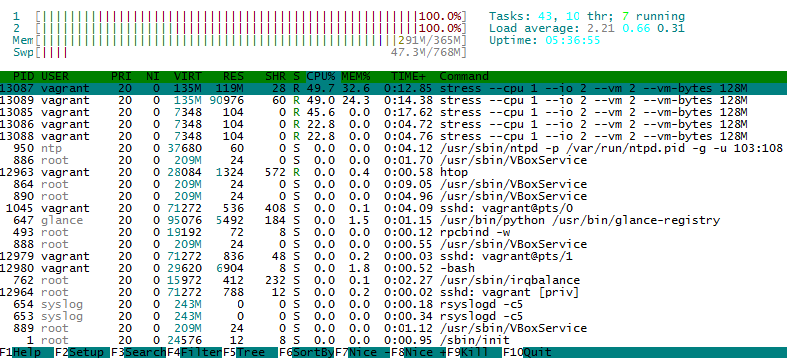 1 [||||||||||||||||||||||||||||||||||||||||||||||||100.0%] Tasks: 43, 10 thr; 7 running
2 [||||||||||||||||||||||||||||||||||||||||||||||||100.0%] Load average: 2.21 0.66 0.31
Mem[||||||||||||||||||||||||||||||||||||||||||||291M/365M] Uptime: 05:36:55
Swp[|||| 47.3M/768M]
PID USER PRI NI VIRT RES SHR S CPU% MEM% TIME+ Command
13087 vagrant 20 0 135M 119M 28 R 49.7 32.6 0:12.85 stress --cpu 1 --io 2 --vm 2 --vm-bytes 128M
13089 vagrant 20 0 135M 90976 60 R 49.0 24.3 0:14.38 stress --cpu 1 --io 2 --vm 2 --vm-bytes 128M
13085 vagrant 20 0 7348 104 0 R 45.6 0.0 0:17.62 stress --cpu 1 --io 2 --vm 2 --vm-bytes 128M
13086 vagrant 20 0 7348 104 0 R 22.8 0.0 0:04.72 stress --cpu 1 --io 2 --vm 2 --vm-bytes 128M
13088 vagrant 20 0 7348 104 0 R 22.8 0.0 0:04.76 stress --cpu 1 --io 2 --vm 2 --vm-bytes 128M
950 ntp 20 0 37680 60 0 S 0.0 0.0 0:04.12 /usr/sbin/ntpd -p /var/run/ntpd.pid -g -u 103:108
886 root 20 0 209M 24 0 S 0.0 0.0 0:01.70 /usr/sbin/VBoxService
12963 vagrant 20 0 28084 1324 572 R 0.0 0.4 0:00.58 htop
864 root 20 0 209M 24 0 S 0.0 0.0 0:09.05 /usr/sbin/VBoxService
890 root 20 0 209M 24 0 S 0.0 0.0 0:04.96 /usr/sbin/VBoxService
1045 vagrant 20 0 71272 536 408 S 0.0 0.1 0:04.09 sshd: vagrant@pts/0
647 glance 20 0 95076 5492 184 S 0.0 1.5 0:01.15 /usr/bin/python /usr/bin/glance-registry
493 root 20 0 19192 72 8 S 0.0 0.0 0:00.12 rpcbind -w
888 root 20 0 209M 24 0 S 0.0 0.0 0:00.55 /usr/sbin/VBoxService
12979 vagrant 20 0 71272 836 48 S 0.0 0.2 0:00.03 sshd: vagrant@pts/1
12980 vagrant 20 0 29620 6904 8 S 0.0 1.8 0:00.52 -bash
762 root 20 0 15972 412 232 S 0.0 0.1 0:02.27 /usr/sbin/irqbalance
12964 root 20 0 71272 788 12 S 0.0 0.2 0:00.02 sshd: vagrant [priv]
654 syslog 20 0 243M 0 0 S 0.0 0.0 0:00.18 rsyslogd -c5
653 syslog 20 0 243M 0 0 S 0.0 0.0 0:00.34 rsyslogd -c5
889 root 20 0 209M 24 0 S 0.0 0.0 0:01.12 /usr/sbin/VBoxService
1 root 20 0 24576 12 8 S 0.0 0.0 0:00.95 /sbin/init
F1Help F2Setup F3SearchF4FilterF5Tree F6SortByF7Nice -F8Nice +F9Kill F10Quit